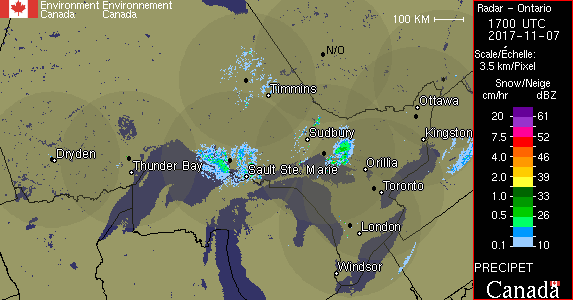 Environment Environnement
Canada Canada
100 KM
N/O
Timmins
Ottawa
Sudbury
Kingston
Dryden
Thunder Bay
Sault Ste. Marie
Orillia
Toronto
London
Windsor
Radar - Ontario
1700 UTC
2017-11-07
Scale/Échelle:
3.5 km/Pixel
Snow/Neige
cm/hr dBZ
20 61
7.5 52
4.0 46
2.0 39
1.0 33
0.5 26
0.1 10
PRECIPET
Canada